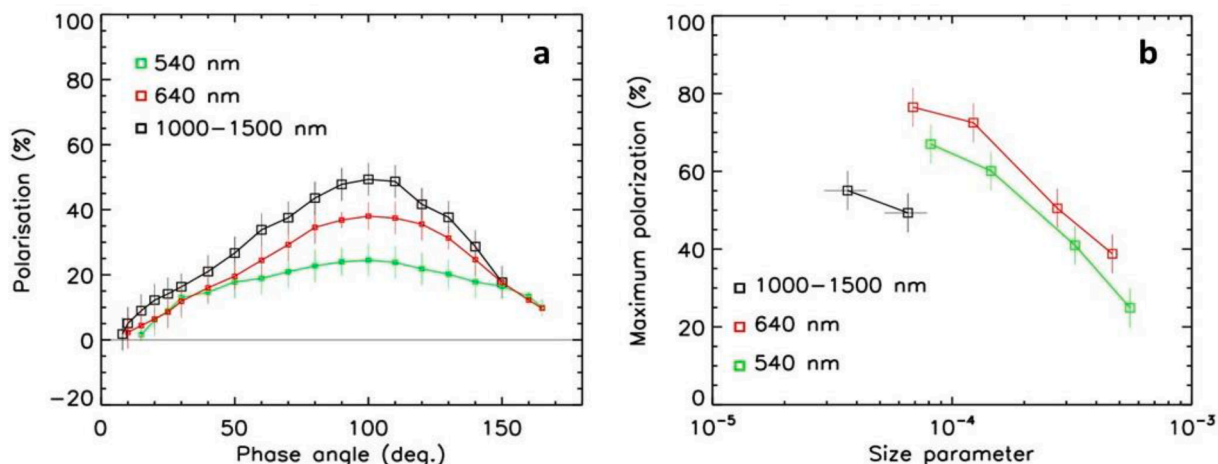 a
540 nm
640 nm
1000−1500 nm
Polarisation (%)
100
80
60
40
20
0
−20
0
50
100
150
Phase angle (deg.)
b
Maximum polarization (%)
100
80
60
40
20
0
1000−1500 nm
640 nm
540 nm
10⁻⁵
10⁻⁴
10⁻³
Size parameter